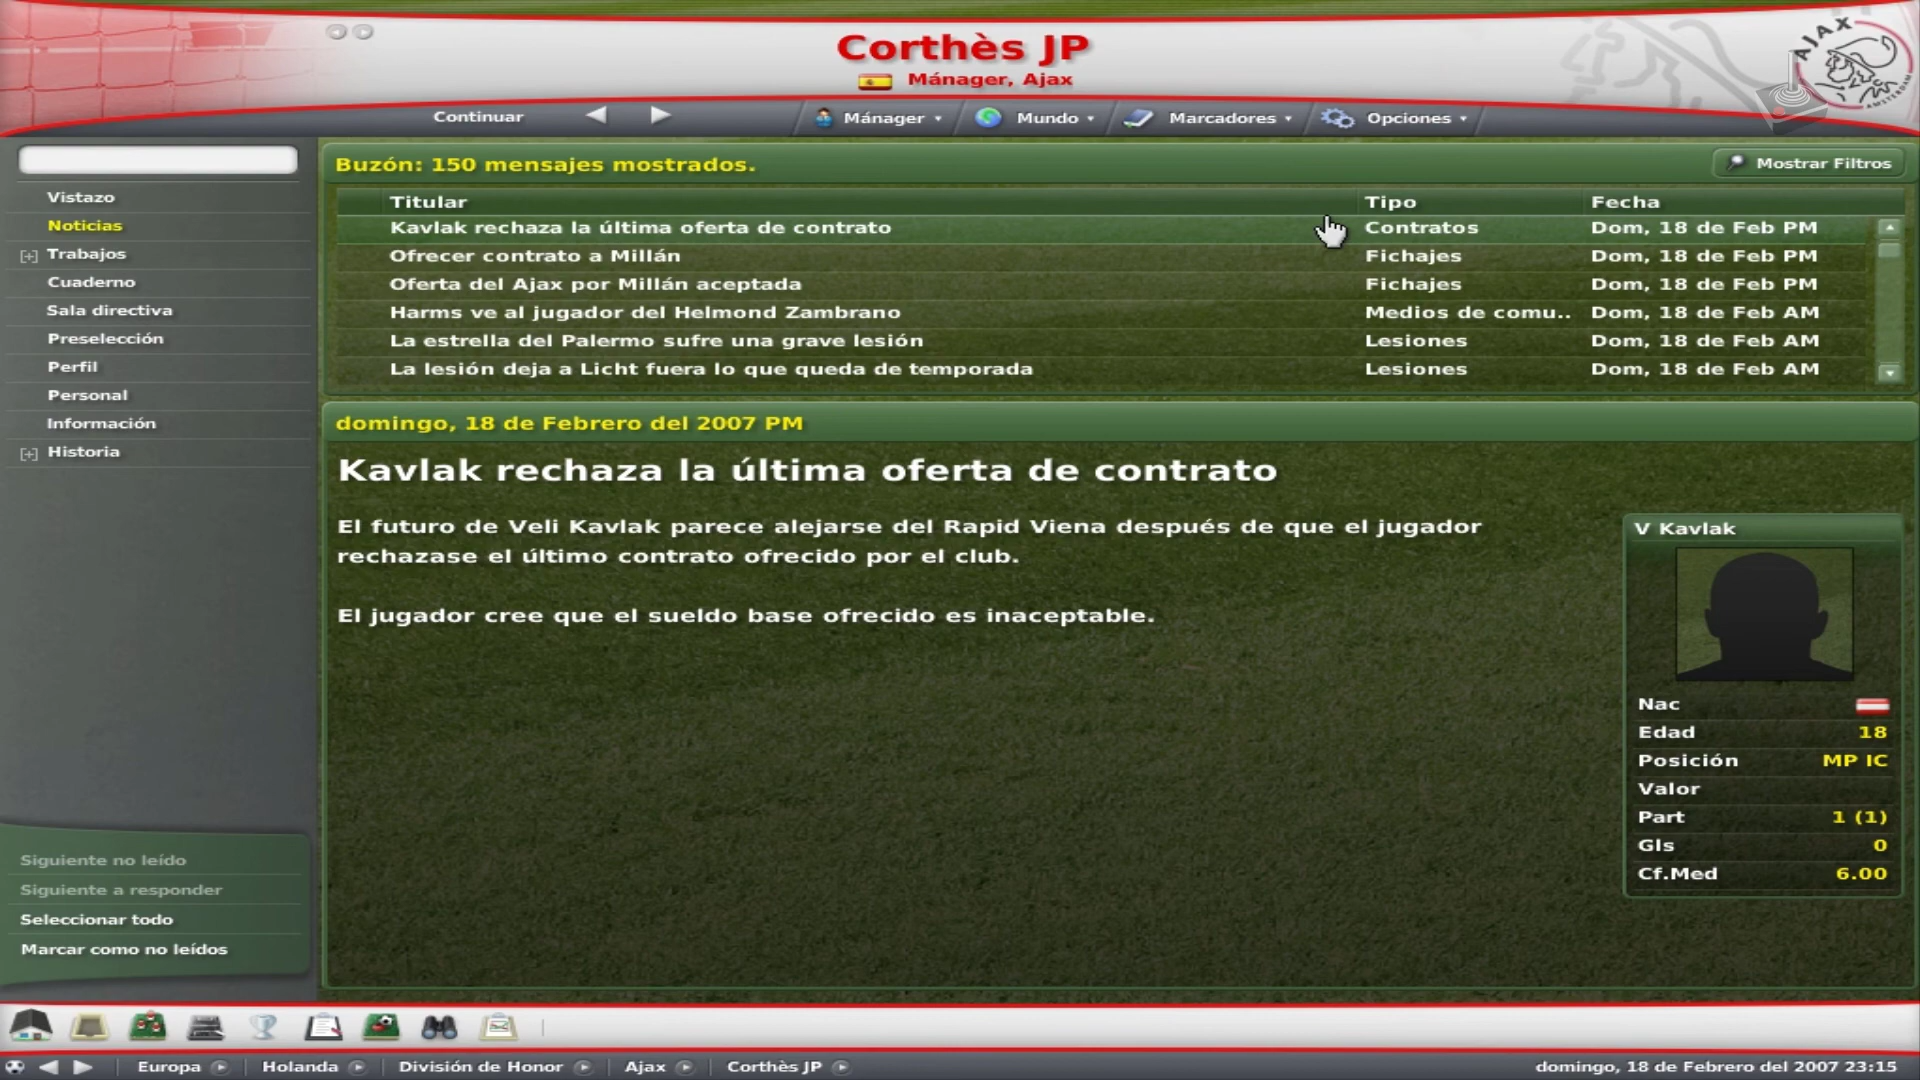 Corthès JP
Mánager, Ajax
AJAX
AMSTERDAM
Continuar
Mánager
Mundo
Marcadores
Opciones
Vistazo
Noticias
[+] Trabajos
Cuaderno
Sala directiva
Preselección
Perfil
Personal
Información
[+] Historia
Buzón: 150 mensajes mostrados.
Mostrar Filtros
Titular Tipo Fecha
Kavlak rechaza la última oferta de contrato Contratos Dom, 18 de Feb PM
Ofrecer contrato a Millán Fichajes Dom, 18 de Feb PM
Oferta del Ajax por Millán aceptada Fichajes Dom, 18 de Feb PM
Harms ve al jugador del Helmond Zambrano Medios de comu.. Dom, 18 de Feb AM
La estrella del Palermo sufre una grave lesión Lesiones Dom, 18 de Feb AM
La lesión deja a Licht fuera lo que queda de temporada Lesiones Dom, 18 de Feb AM
domingo, 18 de Febrero del 2007 PM
Kavlak rechaza la última oferta de contrato
El futuro de Veli Kavlak parece alejarse del Rapid Viena después de que el jugador
rechazase el último contrato ofrecido por el club.
El jugador cree que el sueldo base ofrecido es inaceptable.
V Kavlak
Nac
Edad 18
Posición MP IC
Valor
Part 1 (1)
Gls 0
Cf.Med 6.00
Siguiente no leído
Siguiente a responder
Seleccionar todo
Marcar como no leídos
Europa
Holanda
División de Honor
Ajax
Corthès JP
domingo, 18 de Febrero del 2007 23:15